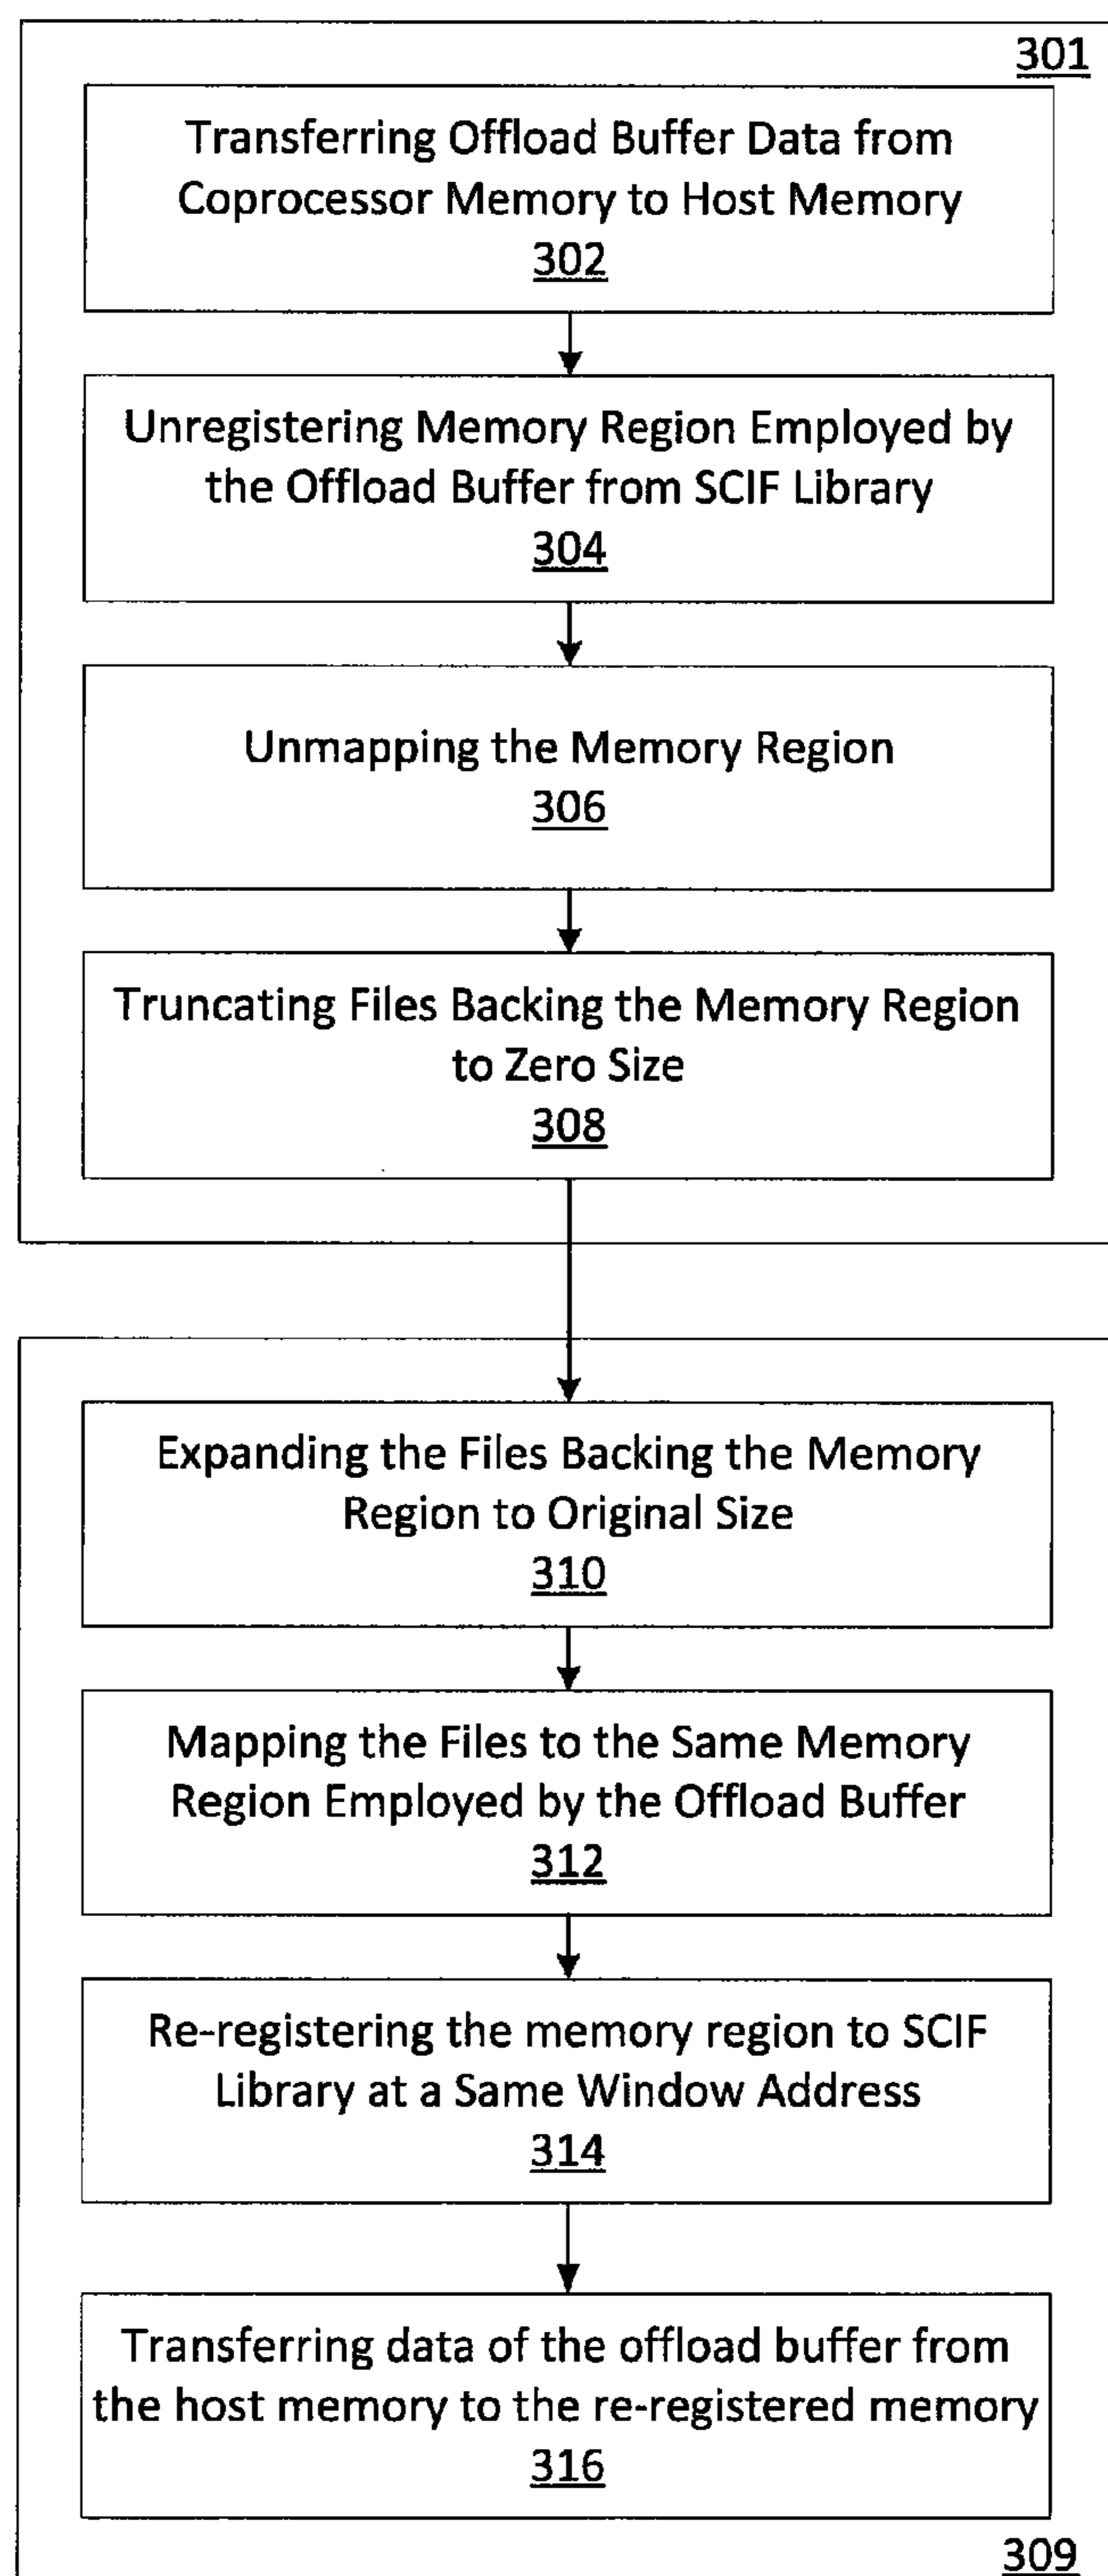 301
Transferring Offload Buffer Data from
Coprocessor Memory to Host Memory
302
Unregistering Memory Region Employed by
the Offload Buffer from SCIF Library
304
Unmapping the Memory Region
306
Truncating Files Backing the Memory Region
to Zero Size
308
Expanding the Files Backing the Memory
Region to Original Size
310
Mapping the Files to the Same Memory
Region Employed by the Offload Buffer
312
Re-registering the memory region to SCIF
Library at a Same Window Address
314
Transferring data of the offload buffer from
the host memory to the re-registered memory
316
309